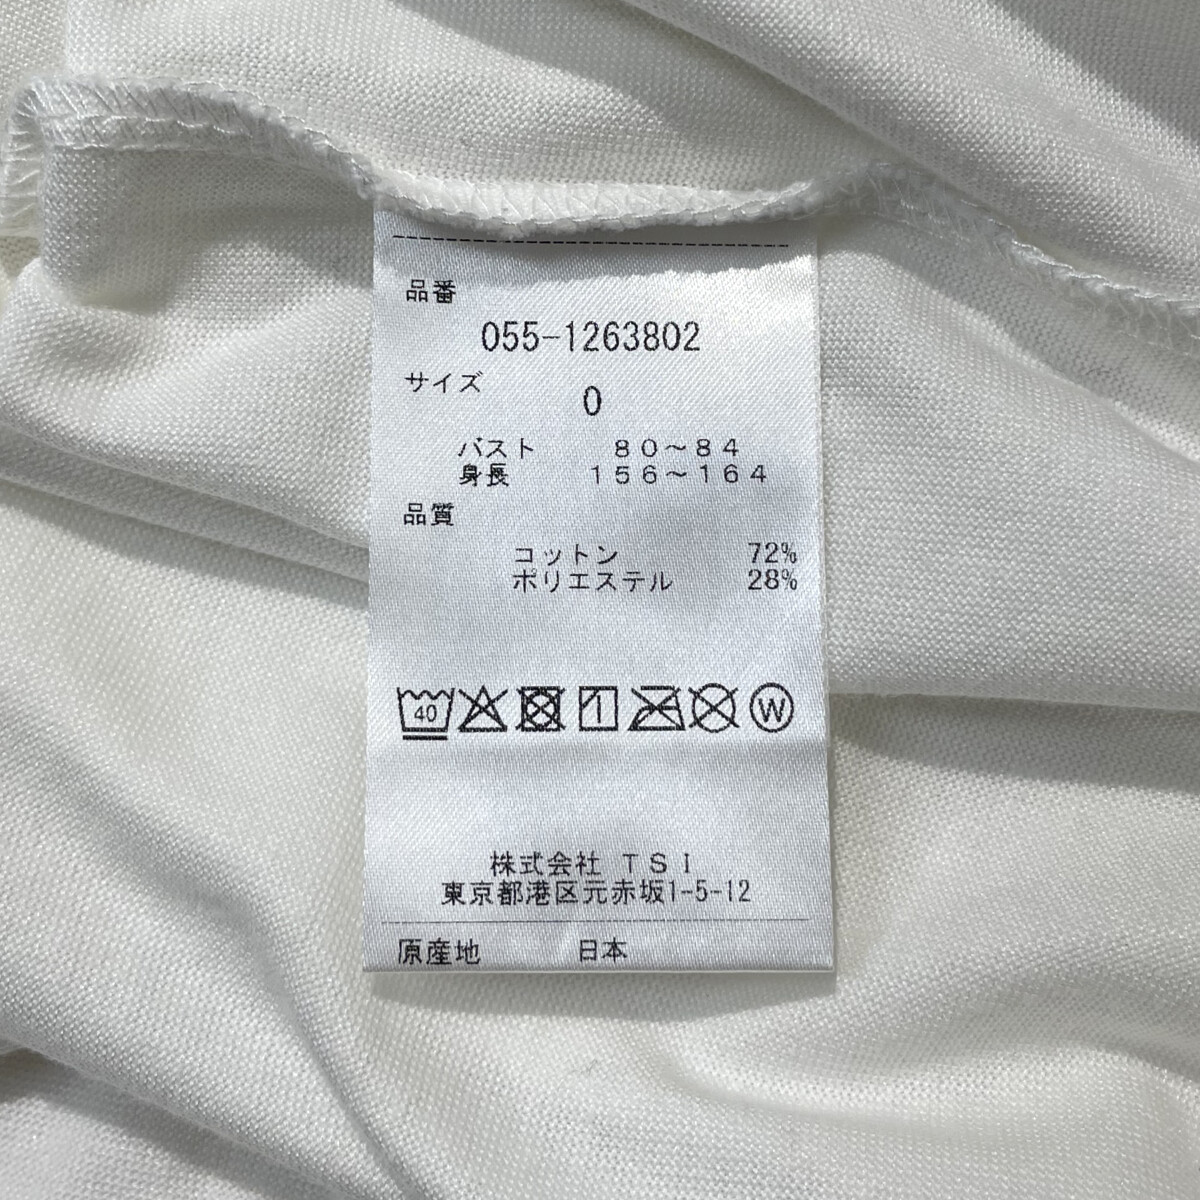 品番
055-1263802
サイズ
0
バスト 80～84
身長 156～164
品質
コットン 72%
ポリエステル 28%
40 W
株式会社 TSI
東京都港区元赤坂1-5-12
原産地 日本